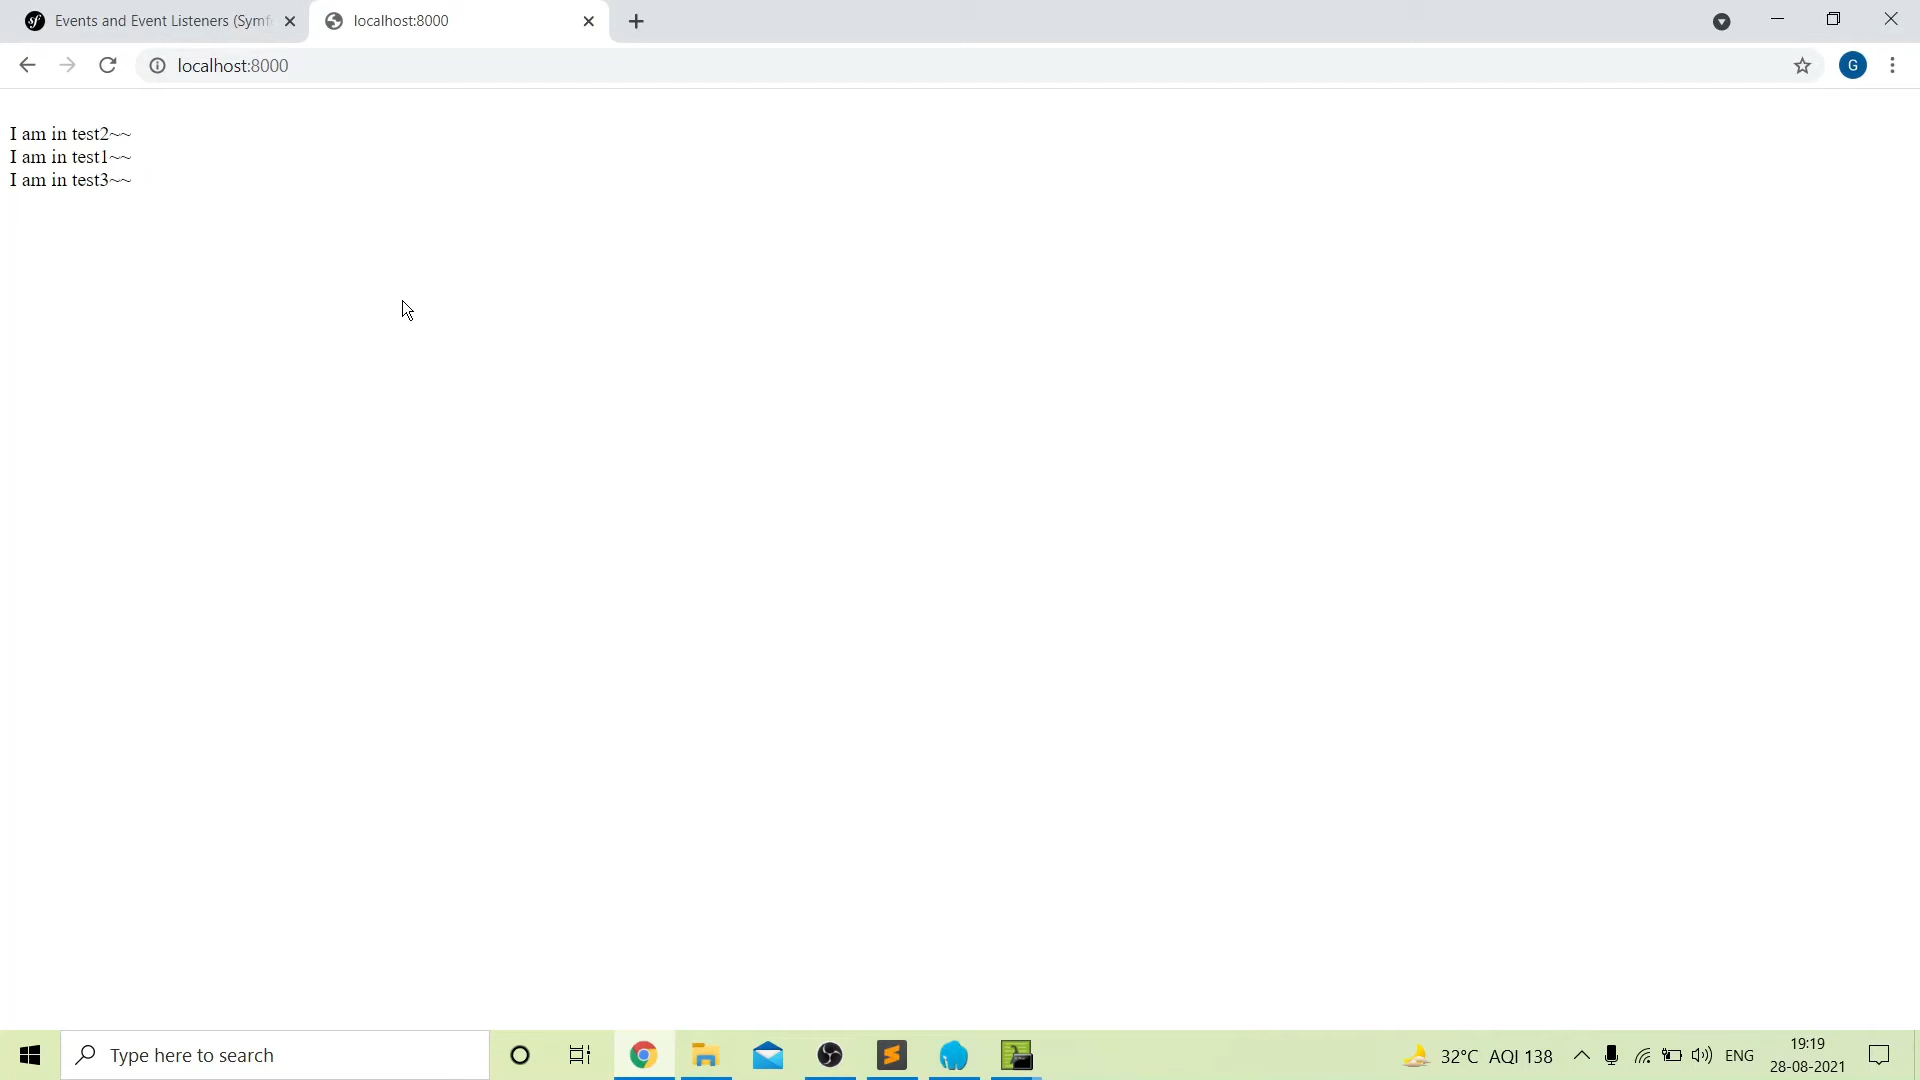 Events and Event Listeners (Symf
localhost:8000
localhost:8000
G
I am in test2~~
I am in test1~~
I am in test3~~
Type here to search
32°C AQI 138
ENG
19:19
28-08-2021